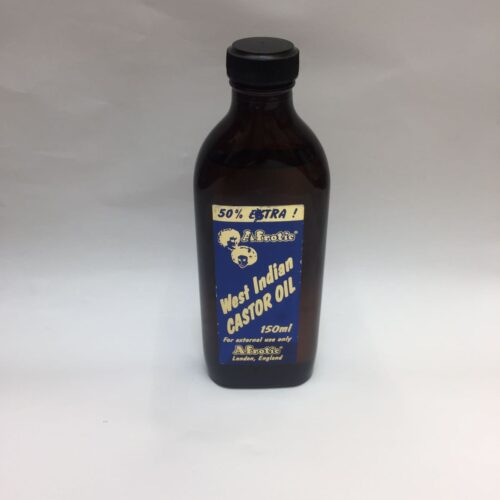 50% EXTRA !
Afrotic®
West Indian
CASTOR OIL
150ml
For external use only
Afrotic®
London, England